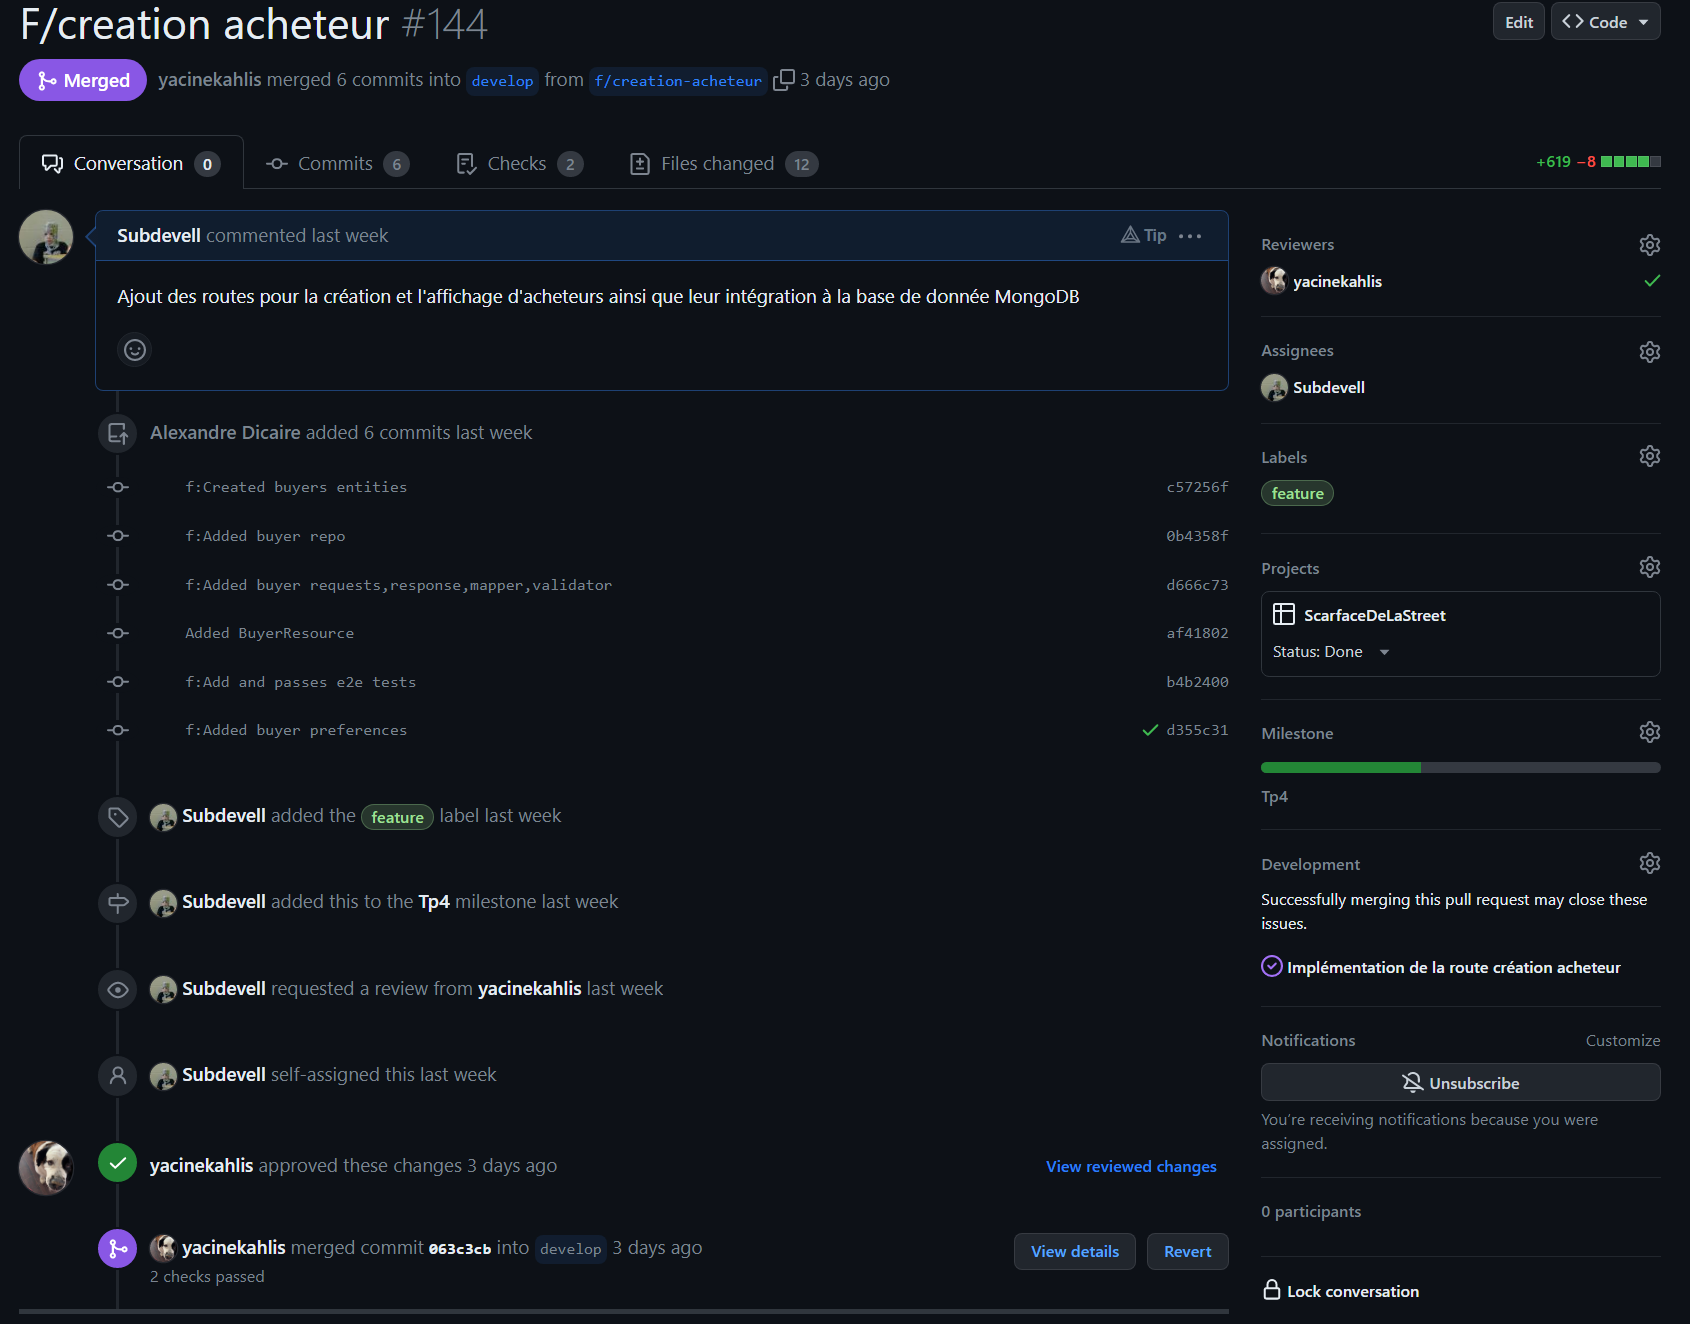 F/creation acheteur #144
Edit
Code
Merged
yacinekahlis merged 6 commits into develop from f/creation-acheteur 3 days ago
Conversation 0
Commits 6
Checks 2
Files changed 12
+619 −8
Subdevell commented last week
Tip
Ajout des routes pour la création et l'affichage d'acheteurs ainsi que leur intégration à la base de donnée MongoDB
Alexandre Dicaire added 6 commits last week
f:Created buyers entities c57256f
f:Added buyer repo 0b4358f
f:Added buyer requests,response,mapper,validator d666c73
Added BuyerResource af41802
f:Add and passes e2e tests b4b2400
f:Added buyer preferences d355c31
Subdevell added the feature label last week
Subdevell added this to the Tp4 milestone last week
Subdevell requested a review from yacinekahlis last week
Subdevell self-assigned this last week
yacinekahlis approved these changes 3 days ago
View reviewed changes
yacinekahlis merged commit 063c3cb into develop 3 days ago
2 checks passed
View details
Revert
Reviewers
yacinekahlis
Assignees
Subdevell
Labels
feature
Projects
ScarfaceDeLaStreet
Status: Done
Milestone
Tp4
Development
Successfully merging this pull request may close these
issues.
Implémentation de la route création acheteur
Notifications
Customize
Unsubscribe
You’re receiving notifications because you were
assigned.
0 participants
Lock conversation